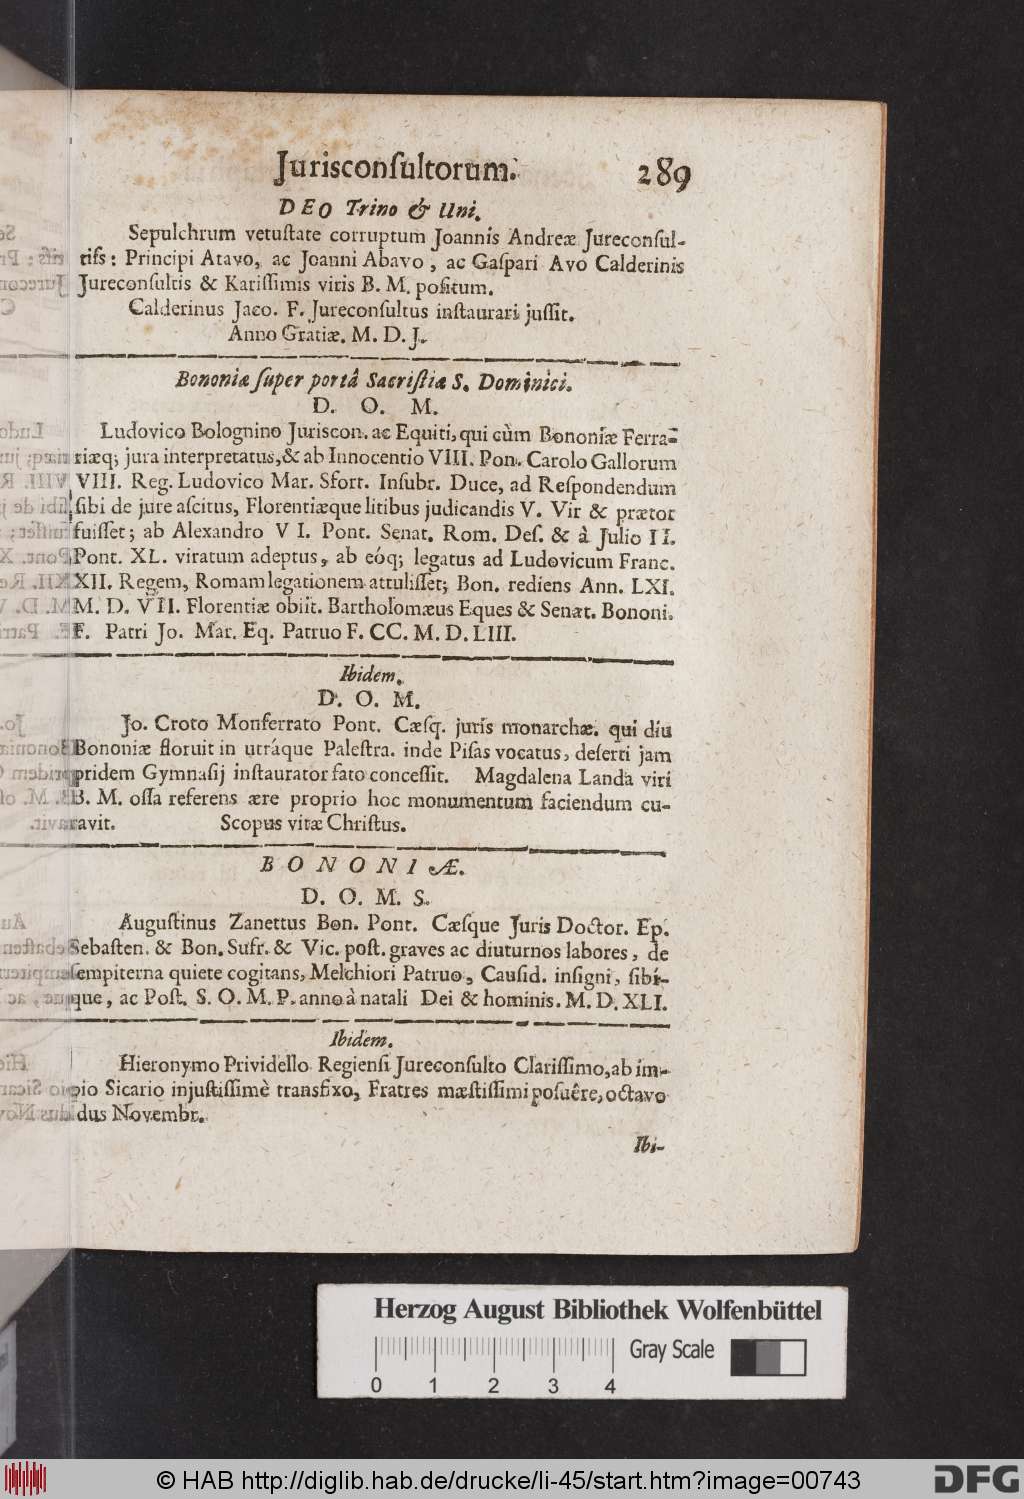 Jurisconſultorum. 289
DEO Trino & Uni.
Sepulchrum vetuſtate corruptum Joannis Andreæ Jureconſul-
tiſs: Principi Atavo, ac Joanni Abavo, ac Gaſpari Avo Calderinis
Jureconſultis & Kariſſimis viris B. M. poſitum.
Calderinus Jaco. F. Jureconſultus inſtaurari juſſit.
Anno Gratiæ. M. D. J.
Bononiæ ſuper portâ Sacriſtiæ S. Dominici.
D. O. M.
Ludovico Bolognino Juriscon. ac Equiti, qui cùm Bononiæ Ferra-
riæq; jura interpretatus, & ab Innocentio VIII. Pon. Carolo Gallorum
VIII. Reg. Ludovico Mar. Sfort. Inſubr. Duce, ad Reſpondendum
ſibi de jure aſcitus, Florentiæque litibus judicandis V. Vir & prætor
fuiſſet; ab Alexandro VI. Pont. Senat. Rom. Deſ. & à Julio II.
Pont. XL. viratum adeptus, ab eóq; legatus ad Ludovicum Franc.
XII. Regem, Romam legationem attuliſſet; Bon. rediens Ann. LXI.
M. D. VII. Florentiæ obiit. Bartholomæus Eques & Senat. Bononi.
F. Patri Jo. Mar. Eq. Patruo F. CC. M. D. LIII.
Ibidem.
D. O. M.
Jo. Croto Monferrato Pont. Cæſq. juris monarchæ. qui diu
Bononiæ floruit in utráque Paleſtra. inde Piſas vocatus, deſerti jam
pridem Gymnaſij inſtaurator fato conceſſit. Magdalena Landa viri
B. M. oſſa referens ære proprio hoc monumentum faciendum cu-
ravit. Scopus vitæ Chriſtus.
BONONIÆ.
D. O. M. S.
Auguſtinus Zanettus Bon. Pont. Cæſque Juris Doctor. Ep.
Sebaſten. & Bon. Sufr. & Vic. poſt. graves ac diuturnos labores, de
ſempiterna quiete cogitans, Melchiori Patruo, Cauſid. inſigni, ſibi-
que, ac Poſt. S. O. M. P. anno à natali Dei & hominis. M. D. XLI.
Ibidem.
Hieronymo Prividello Regienſi Jureconſulto Clariſſimo, ab im-
pio Sicario injuſtiſſimè transfixo, Fratres mæſtiſſimi poſuêre, octavo
Idus Novembr.
Ibi-
Herzog August Bibliothek Wolfenbüttel
Gray Scale
0 1 2 3 4
© HAB http://diglib.hab.de/drucke/li-45/start.htm?image=00743
DFG